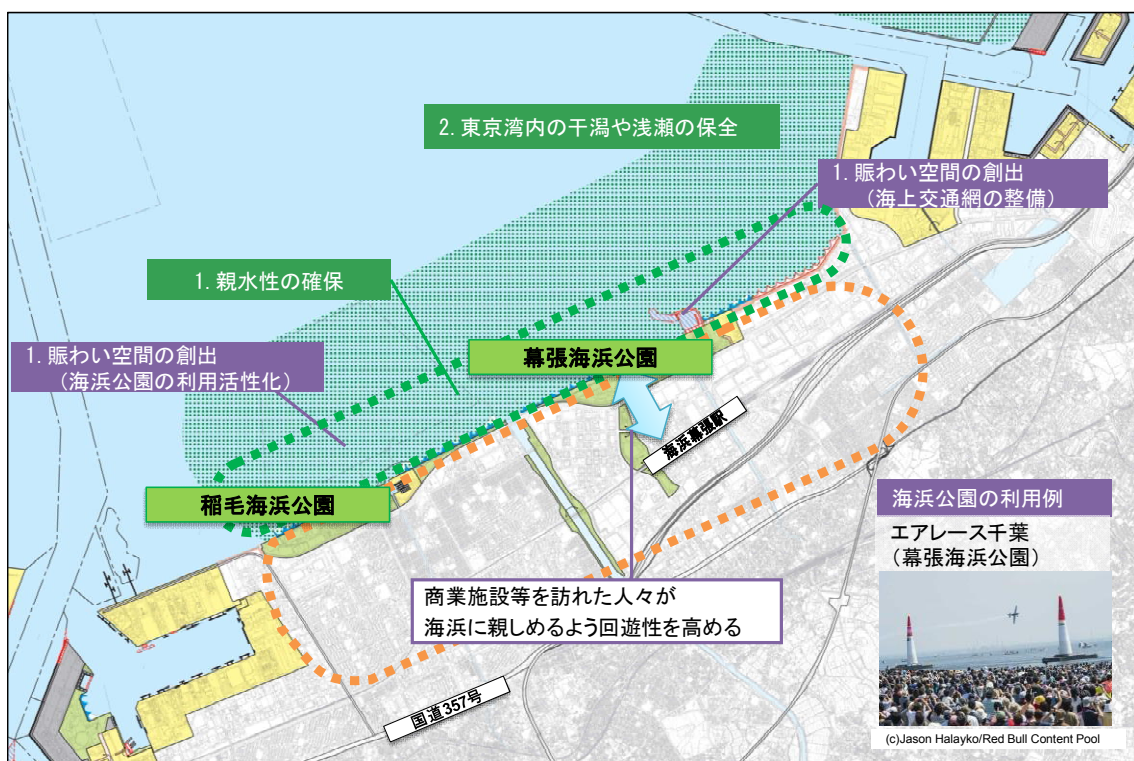 2. 東京湾内の干潟や浅瀬の保全
1. 賑わい空間の創出
(海上交通網の整備)
1. 親水性の確保
1. 賑わい空間の創出
(海浜公園の利用活性化)
幕張海浜公園
海浜幕張駅
稲毛海浜公園
海浜公園の利用例
エアレース千葉
(幕張海浜公園)
商業施設等を訪れた人々が
海浜に親しめるよう回遊性を高める
国道357号
(c)Jason Halayko/Red Bull Content Pool